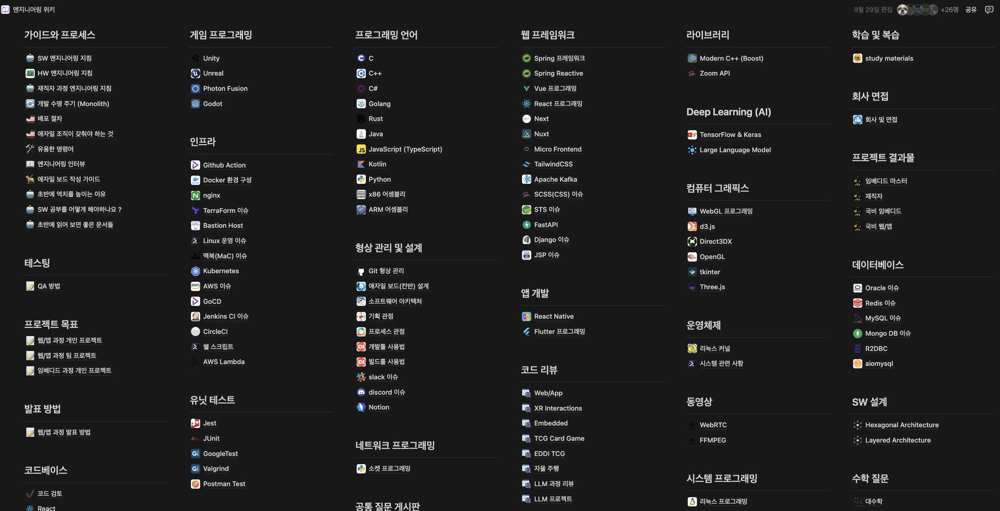 엔지니어링 위키
9월 29일 편집
+26명
공유
가이드와 프로세스
SW 엔지니어링 지침
HW 엔지니어링 지침
재직자 과정 엔지니어링 지침
개발 수명 주기 (Monolith)
배포 절차
애자일 조직이 갖춰야 하는 것
유용한 명령어
엔지니어링 인터뷰
애자일 보드 작성 가이드
초반에 역치를 높이는 이유
SW 공부를 어떻게 해야하나요 ?
초반에 읽어 보면 좋은 문서들
테스팅
QA 방법
프로젝트 목표
웹/앱 과정 개인 프로젝트
웹/앱 과정 팀 프로젝트
임베디드 과정 개인 프로젝트
발표 방법
웹/앱 과정 발표 방법
코드베이스
코드 검토
React
게임 프로그래밍
Unity
Unreal
Photon Fusion
Godot
인프라
Github Action
Docker 환경 구성
nginx
TerraForm 이슈
Bastion Host
Linux 운영 이슈
맥북(MaC) 이슈
Kubernetes
AWS 이슈
GoCD
Jenkins CI 이슈
CircleCI
쉘 스크립트
AWS Lambda
유닛 테스트
Jest
JUnit
GoogleTest
Valgrind
Postman Test
프로그래밍 언어
C
C++
C#
Golang
Rust
Java
JavaScript (TypeScript)
Kotlin
Python
x86 어셈블리
ARM 어셈블리
형상 관리 및 설계
Git 형상 관리
애자일 보드(칸반) 설계
소프트웨어 아키텍처
기획 관점
프로세스 관점
개발툴 사용법
빌드툴 사용법
slack 이슈
discord 이슈
Notion
네트워크 프로그래밍
소켓 프로그래밍
공통 질문 게시판
웹 프레임워크
Spring 프레임워크
Spring Reactive
Vue 프로그래밍
React 프로그래밍
Next
Nuxt
Micro Frontend
TailwindCSS
Apache Kafka
SCSS(CSS) 이슈
STS 이슈
FastAPI
Django 이슈
JSP 이슈
앱 개발
React Native
Flutter 프로그래밍
코드 리뷰
Web/App
XR Interactions
Embedded
TCG Card Game
EDDI TCG
자율 주행
LLM 과정 리뷰
LLM 프로젝트
라이브러리
Modern C++ (Boost)
Zoom API
Deep Learning (AI)
TensorFlow & Keras
Large Language Model
컴퓨터 그래픽스
WebGL 프로그래밍
d3.js
Direct3DX
OpenGL
tkinter
Three.js
운영체제
리눅스 커널
시스템 관련 사항
동영상
WebRTC
FFMPEG
시스템 프로그래밍
리눅스 프로그래밍
학습 및 복습
study materials
회사 면접
회사 및 면접
프로젝트 결과물
임베디드 마스터
재직자
국비 임베디드
국비 웹/앱
데이터베이스
Oracle 이슈
Redis 이슈
MySQL 이슈
Mongo DB 이슈
R2DBC
aiomysql
SW 설계
Hexagonal Architecture
Layered Architecture
수학 질문
대수학